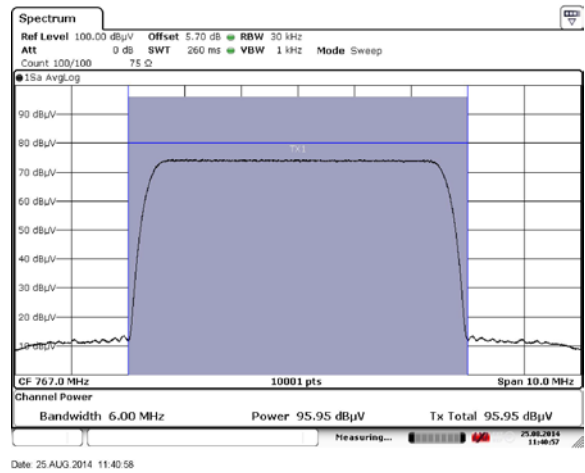 Spectrum
Ref Level 100.00 dBµV Offset 5.70 dB RBW 30 kHz
Att 0 dB SWT 260 ms VBW 1 kHz Mode Sweep
Count 100/100 75 Ω
1Sa AvgLog
90 dBµV
80 dBµV
TX1
70 dBµV
60 dBµV
50 dBµV
40 dBµV
30 dBµV
20 dBµV
10 dBµV
CF 767.0 MHz 10001 pts Span 10.0 MHz
Channel Power
Bandwidth 6.00 MHz Power 95.95 dBµV Tx Total 95.95 dBµV
Measuring... 25.08.2014
11:40:57
Date: 25.AUG.2014 11:40:58